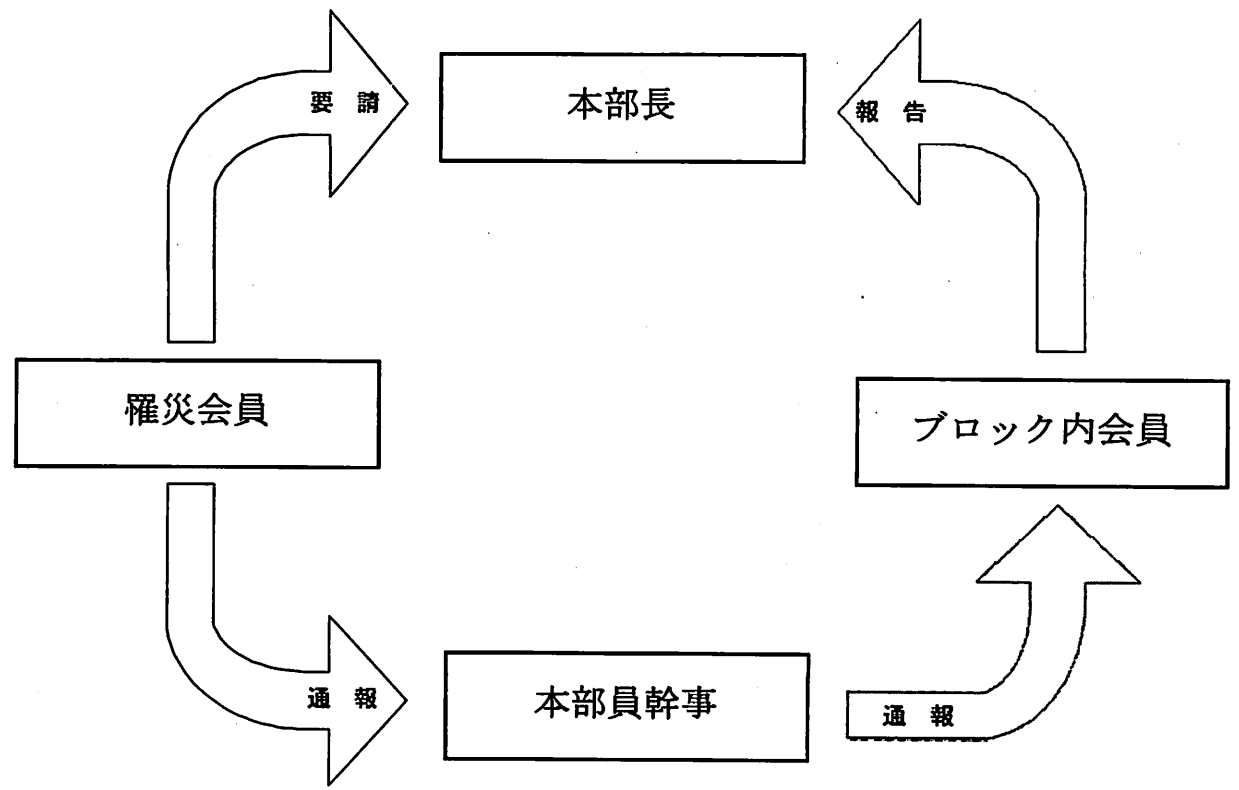 要 請
本部長
報 告
罹災会員
ブロック内会員
通 報
本部員幹事
通 報